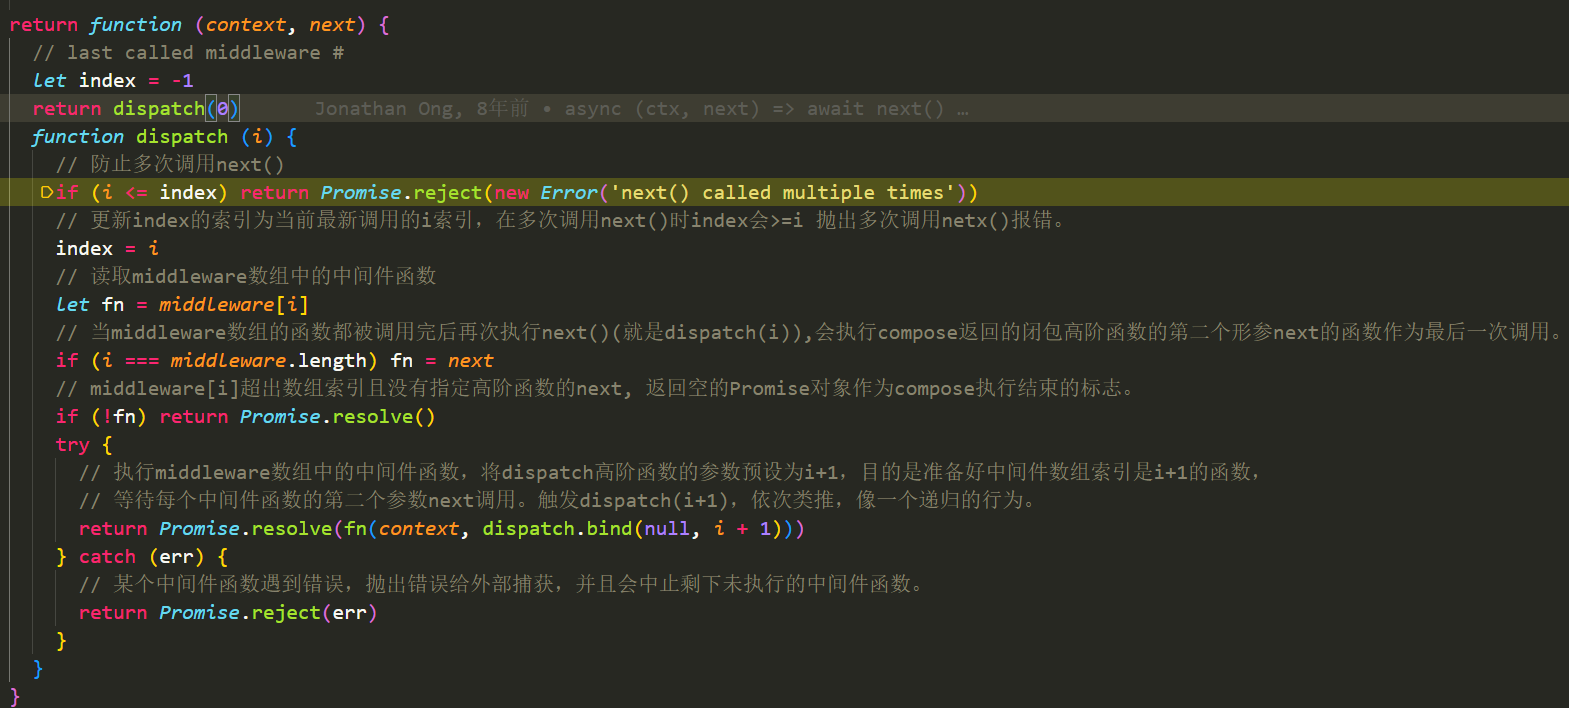 return function (context, next) {
// last called middleware #
let index = -1
return dispatch(0) Jonathan Ong, 8年前 • async (ctx, next) => await next() …
function dispatch (i) {
// 防止多次调用next()
if (i <= index) return Promise.reject(new Error('next() called multiple times'))
// 更新index的索引为当前最新调用的i索引，在多次调用next()时index会>=i 抛出多次调用netx()报错。
index = i
// 读取middleware数组中的中间件函数
let fn = middleware[i]
// 当middleware数组的函数都被调用完后再次执行next()(就是dispatch(i)),会执行compose返回的闭包高阶函数的第二个形参next的函数作为最后一次调用。
if (i === middleware.length) fn = next
// middleware[i]超出数组索引且没有指定高阶函数的next, 返回空的Promise对象作为compose执行结束的标志。
if (!fn) return Promise.resolve()
try {
// 执行middleware数组中的中间件函数，将dispatch高阶函数的参数预设为i+1，目的是准备好中间件数组索引是i+1的函数，
// 等待每个中间件函数的第二个参数next调用。触发dispatch(i+1)，依次类推，像一个递归的行为。
return Promise.resolve(fn(context, dispatch.bind(null, i + 1)))
} catch (err) {
// 某个中间件函数遇到错误，抛出错误给外部捕获，并且会中止剩下未执行的中间件函数。
return Promise.reject(err)
}
}
}